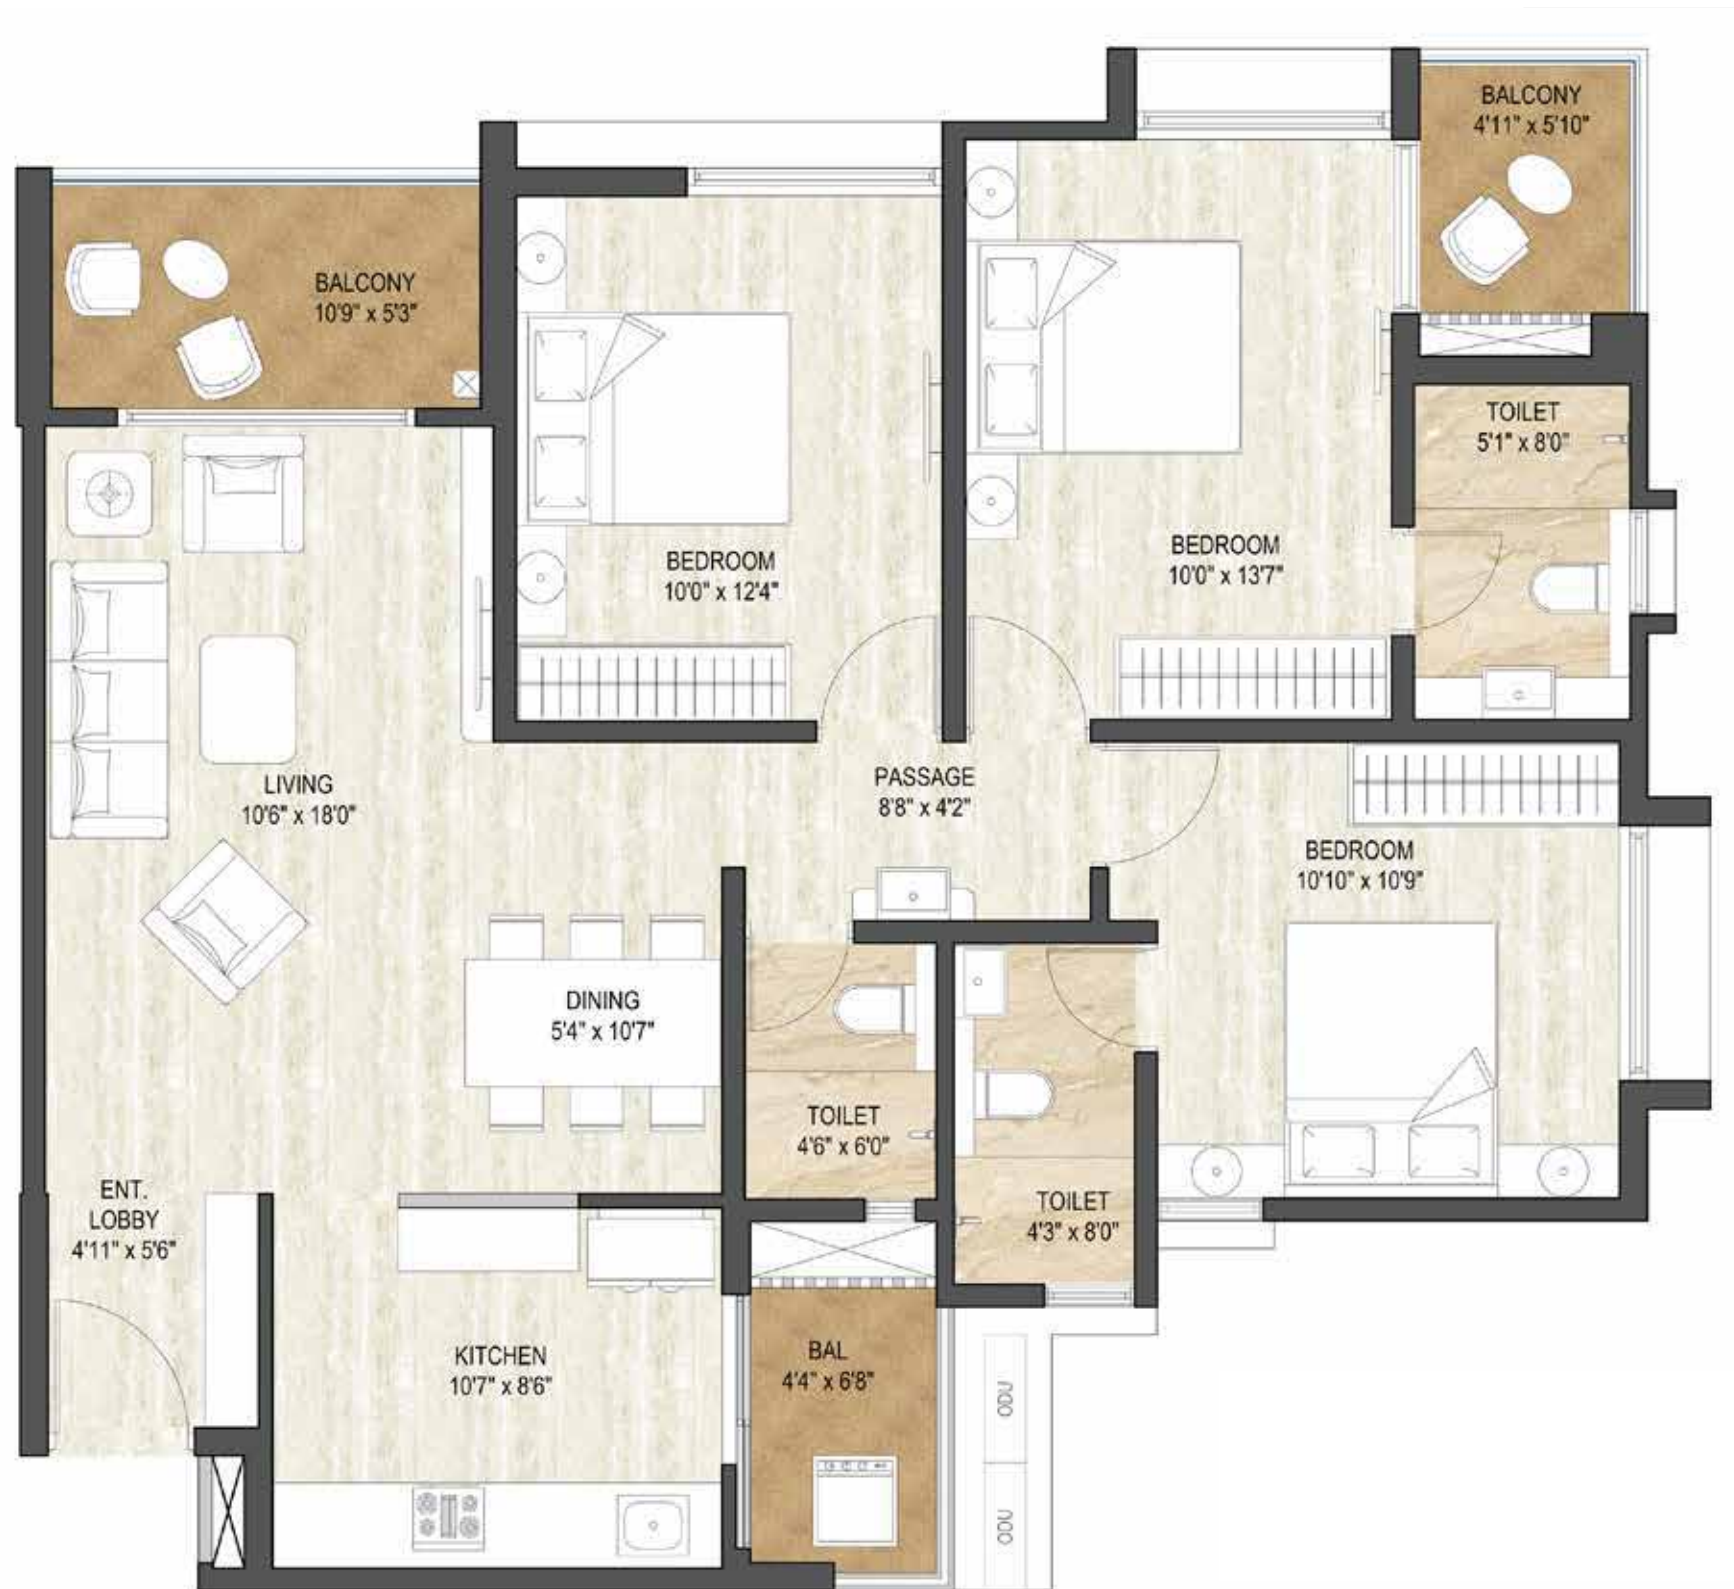 BALCONY
4'11" x 5'10"
BALCONY
10'9" x 5'3"
TOILET
5'1" x 8'0"
BEDROOM
10'0" x 12'4"
BEDROOM
10'0" x 13'7"
LIVING
10'6" x 18'0"
PASSAGE
8'8" x 4'2"
BEDROOM
10'10" x 10'9"
DINING
5'4" x 10'7"
TOILET
4'6" x 6'0"
ENT.
LOBBY
4'11" x 5'6"
TOILET
4'3" x 8'0"
KITCHEN
10'7" x 8'6"
BAL
4'4" x 6'8"
ODU
ODU